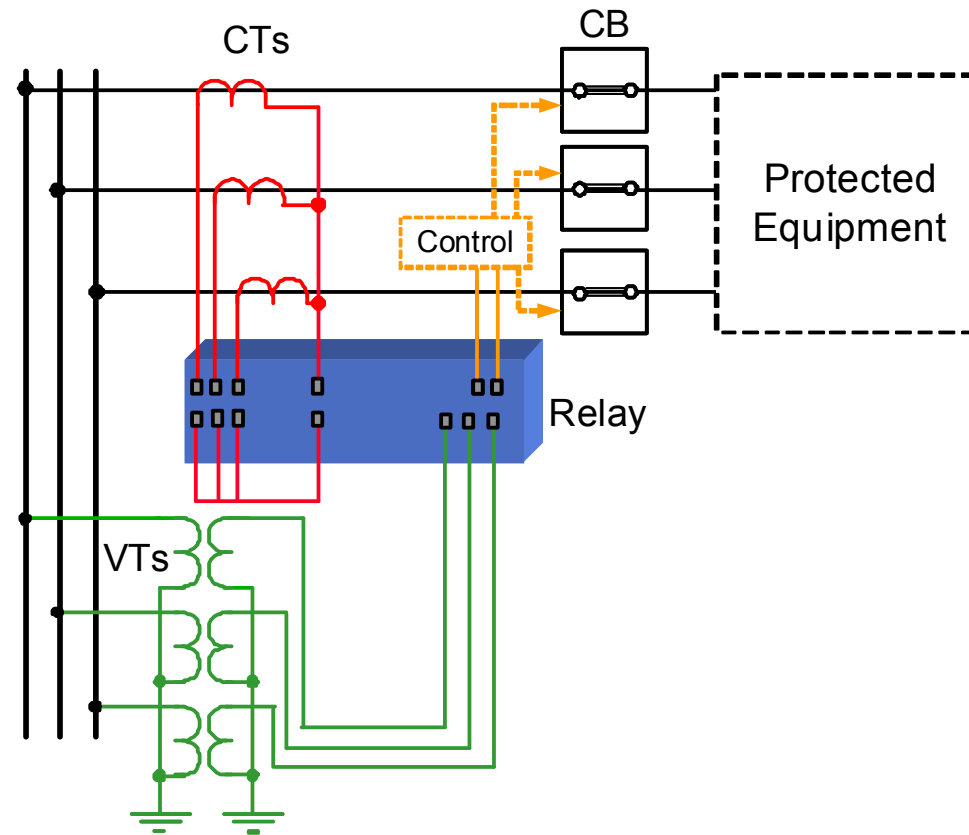 CTs
CB
Protected
Equipment
Control
Relay
VTs